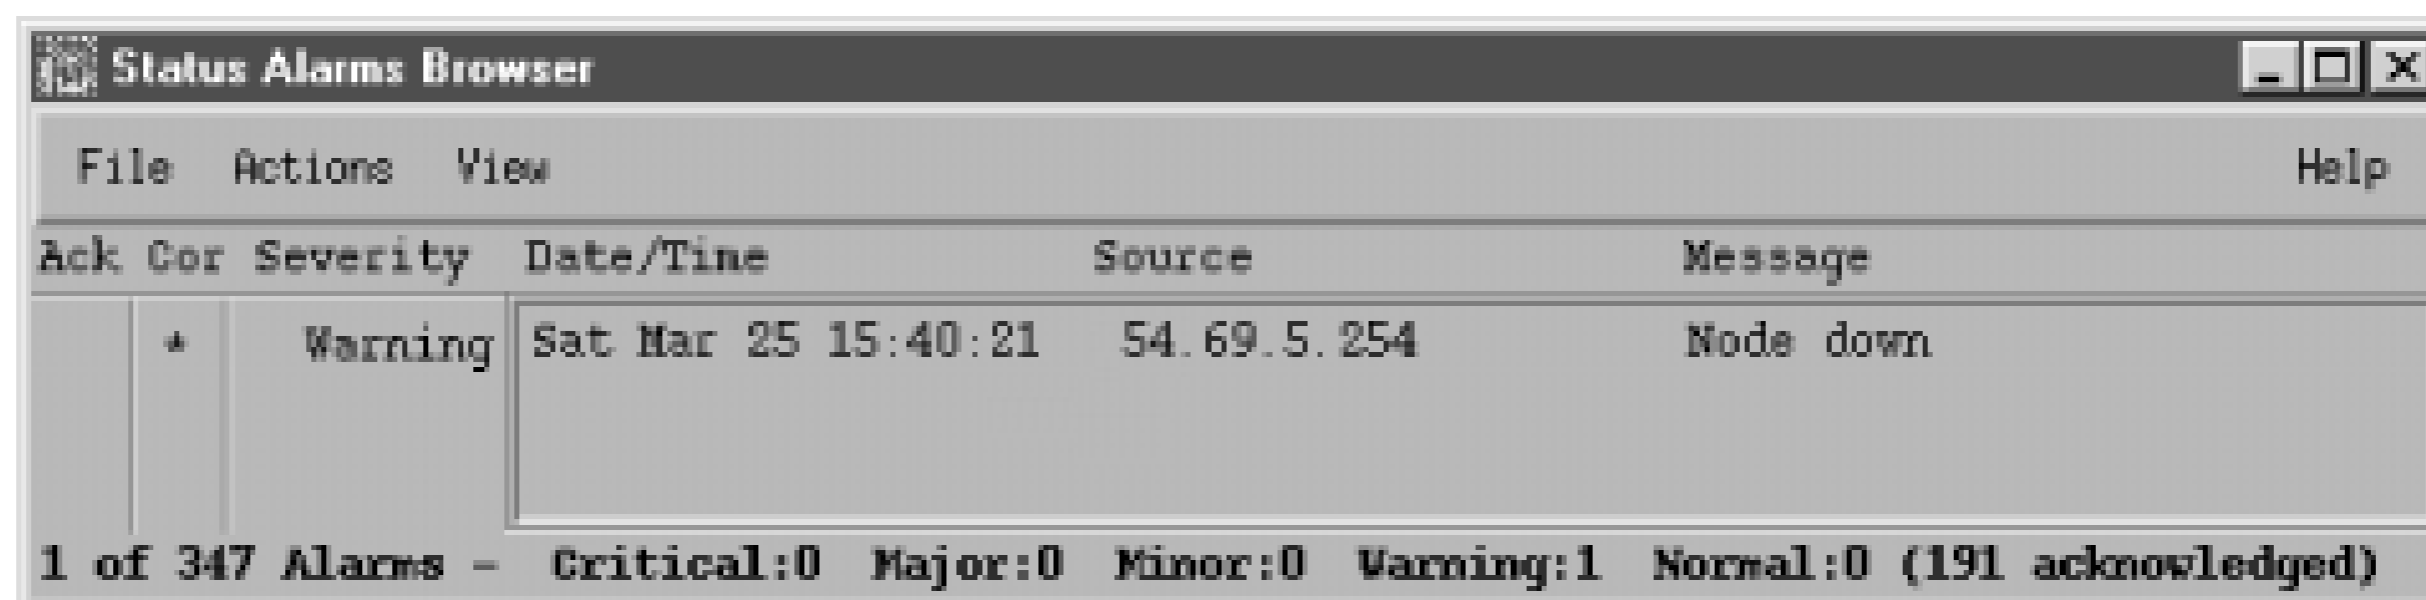 Status Alarms Browser
File Actions View Help
Ack Cor Severity Date/Time Source Message
* Warning Sat Mar 25 15:40:21 54.69.5.254 Node down
1 of 347 Alarms - Critical:0 Major:0 Minor:0 Warning:1 Normal:0 (191 acknowledged)